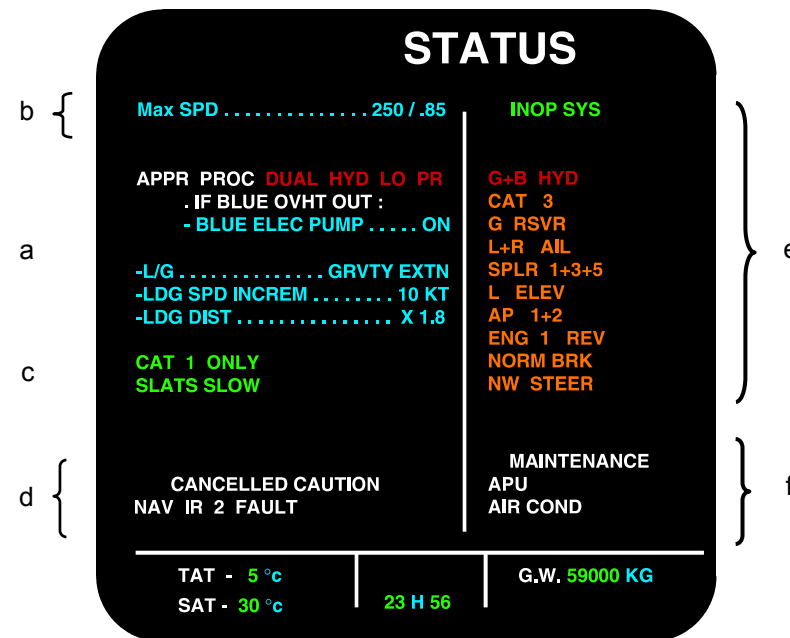 STATUS
b
Max SPD . . . . . . . . . . . . . . 250 / .85
INOP SYS
APPR PROC DUAL HYD LO PR
. IF BLUE OVHT OUT :
- BLUE ELEC PUMP . . . . . ON
a
-L/G . . . . . . . . . . . . . . GRVTY EXTN
-LDG SPD INCREM . . . . . . . . 10 KT
-LDG DIST . . . . . . . . . . . . . . . X 1.8
c
CAT 1 ONLY
SLATS SLOW
G+B HYD
CAT 3
G RSVR
L+R AIL
SPLR 1+3+5
L ELEV
AP 1+2
ENG 1 REV
NORM BRK
NW STEER
e
d
CANCELLED CAUTION
NAV IR 2 FAULT
MAINTENANCE
APU
AIR COND
f
TAT - 5 °c
SAT - 30 °c
23 H 56
G.W. 59000 KG